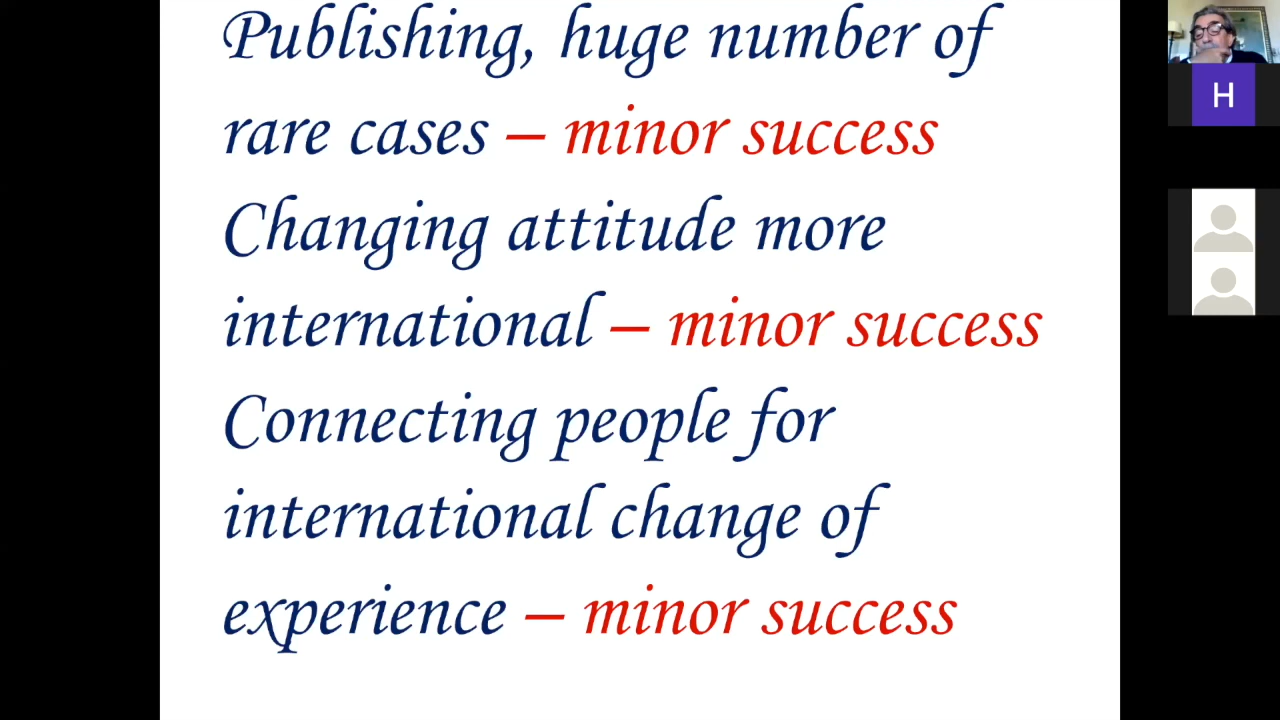 Publishing, huge number of
rare cases – minor success
Changing attitude more
international – minor success
Connecting people for
international change of
experience – minor success
H